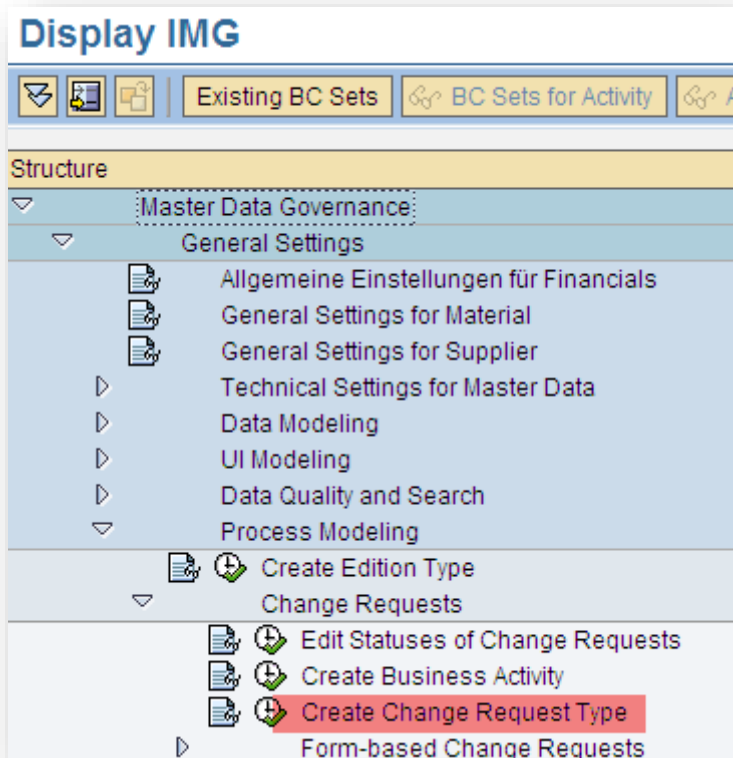 Display IMG
Existing BC Sets BC Sets for Activity
Structure
Master Data Governance
General Settings
Allgemeine Einstellungen für Financials
General Settings for Material
General Settings for Supplier
Technical Settings for Master Data
Data Modeling
UI Modeling
Data Quality and Search
Process Modeling
Create Edition Type
Change Requests
Edit Statuses of Change Requests
Create Business Activity
Create Change Request Type
Form-based Change Requests